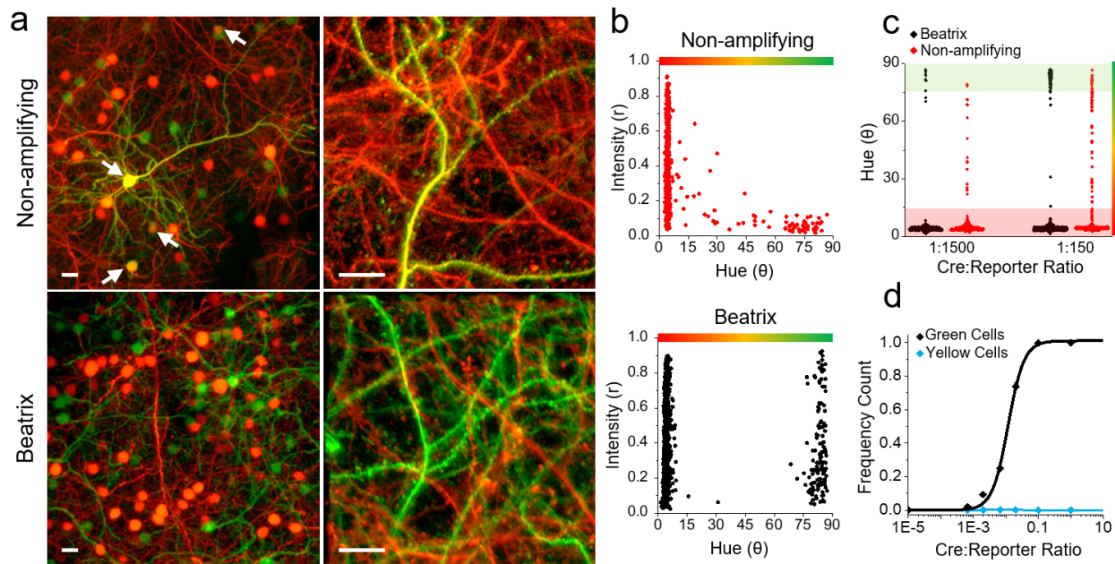 a
Non-amplifying
Beatrix
b
Non-amplifying
Intensity (r)
1.0
0.8
0.6
0.4
0.2
0
0 15 30 45 60 75 90
Hue (θ)
Beatrix
Intensity (r)
1.0
0.8
0.6
0.4
0.2
0
0 15 30 45 60 75 90
Hue (θ)
c
Beatrix
Non-amplifying
Hue (θ)
90
75
60
45
30
15
0
1:1500 1:150
Cre:Reporter Ratio
d
Green Cells
Yellow Cells
Frequency Count
1.0
0.8
0.6
0.4
0.2
0.0
1E-5 1E-3 0.1 10
Cre:Reporter Ratio